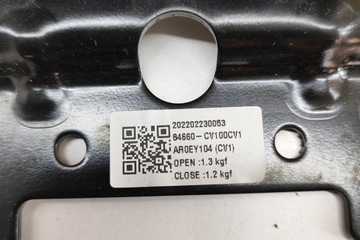 202202230053
84660-CV100CV1
AR0EY104 (CV1)
OPEN :1.3 kgf
CLOSE :1.2 kgf